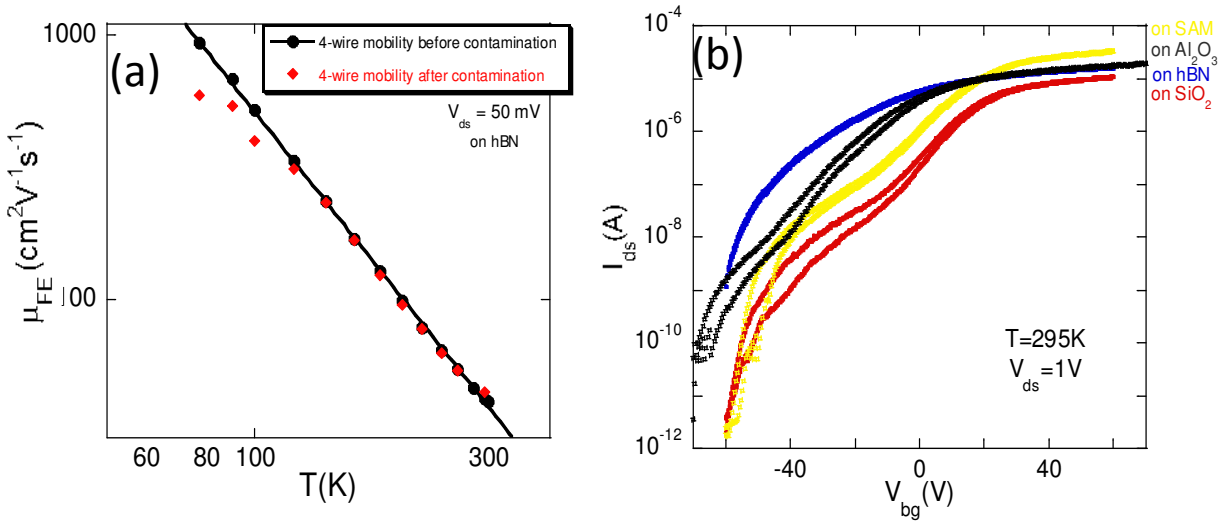 (a)
4-wire mobility before contamination
4-wire mobility after contamination
V_ds = 50 mV
on hBN
1000
100
μ_FE (cm²V⁻¹s⁻¹)
60 80 100 300
T(K)
(b)
on SAM
on Al₂O₃
on hBN
on SiO₂
10⁻⁴
10⁻⁶
10⁻⁸
10⁻¹⁰
10⁻¹²
I_ds(A)
T=295K
V_ds=1V
-40 0 40
V_bg(V)